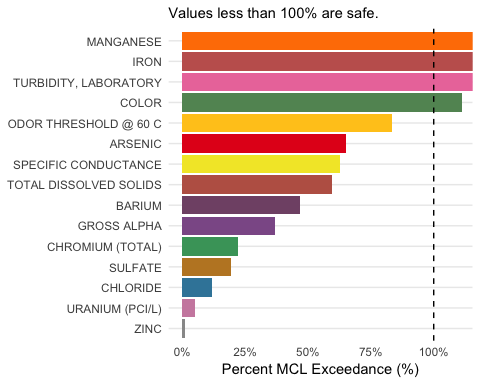 Values less than 100% are safe.
MANGANESE
IRON
TURBIDITY, LABORATORY
COLOR
ODOR THRESHOLD @ 60 C
ARSENIC
SPECIFIC CONDUCTANCE
TOTAL DISSOLVED SOLIDS
BARIUM
GROSS ALPHA
CHROMIUM (TOTAL)
SULFATE
CHLORIDE
URANIUM (PCI/L)
ZINC
0% 25% 50% 75% 100%
Percent MCL Exceedance (%)